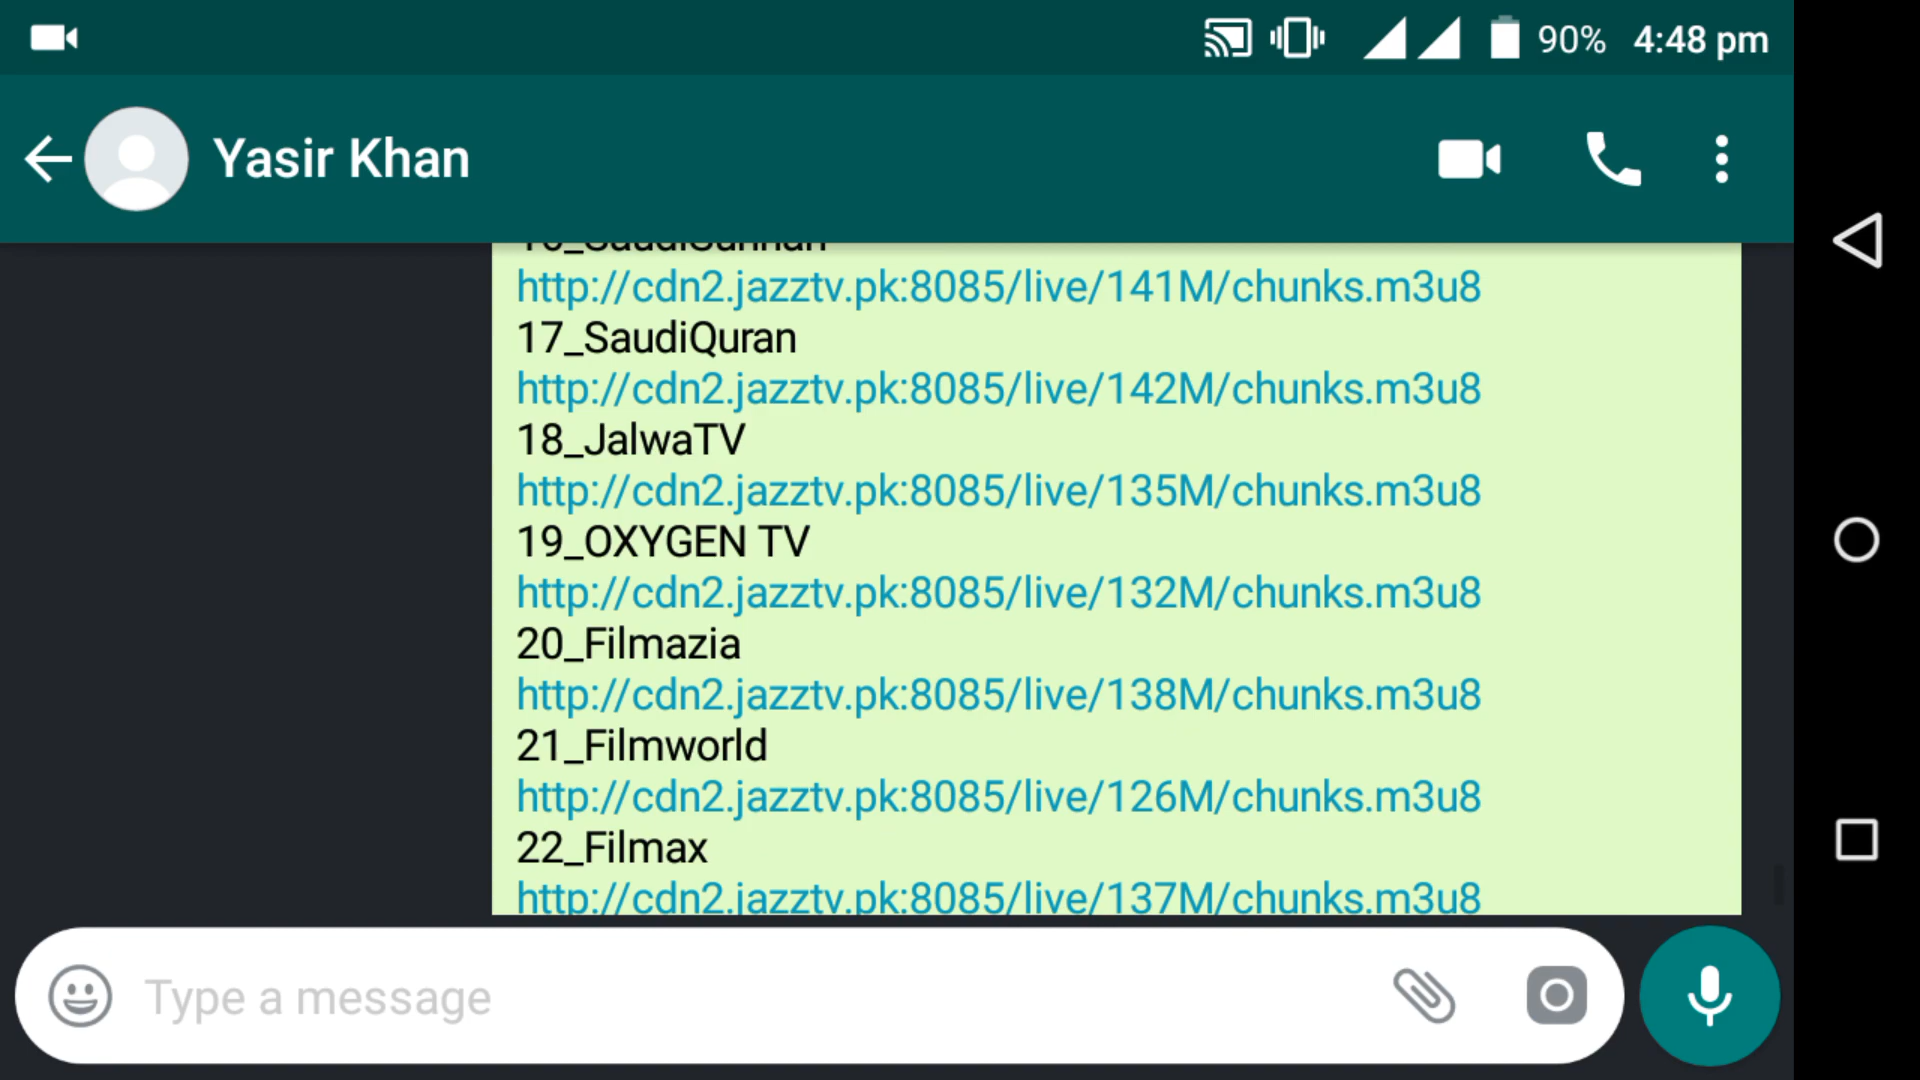 90% 4:48 pm
Yasir Khan
http://cdn2.jazztv.pk:8085/live/141M/chunks.m3u8
17_SaudiQuran
http://cdn2.jazztv.pk:8085/live/142M/chunks.m3u8
18_JalwaTV
http://cdn2.jazztv.pk:8085/live/135M/chunks.m3u8
19_OXYGEN TV
http://cdn2.jazztv.pk:8085/live/132M/chunks.m3u8
20_Filmazia
http://cdn2.jazztv.pk:8085/live/138M/chunks.m3u8
21_Filmworld
http://cdn2.jazztv.pk:8085/live/126M/chunks.m3u8
22_Filmax
http://cdn2.jazztv.pk:8085/live/137M/chunks.m3u8
Type a message